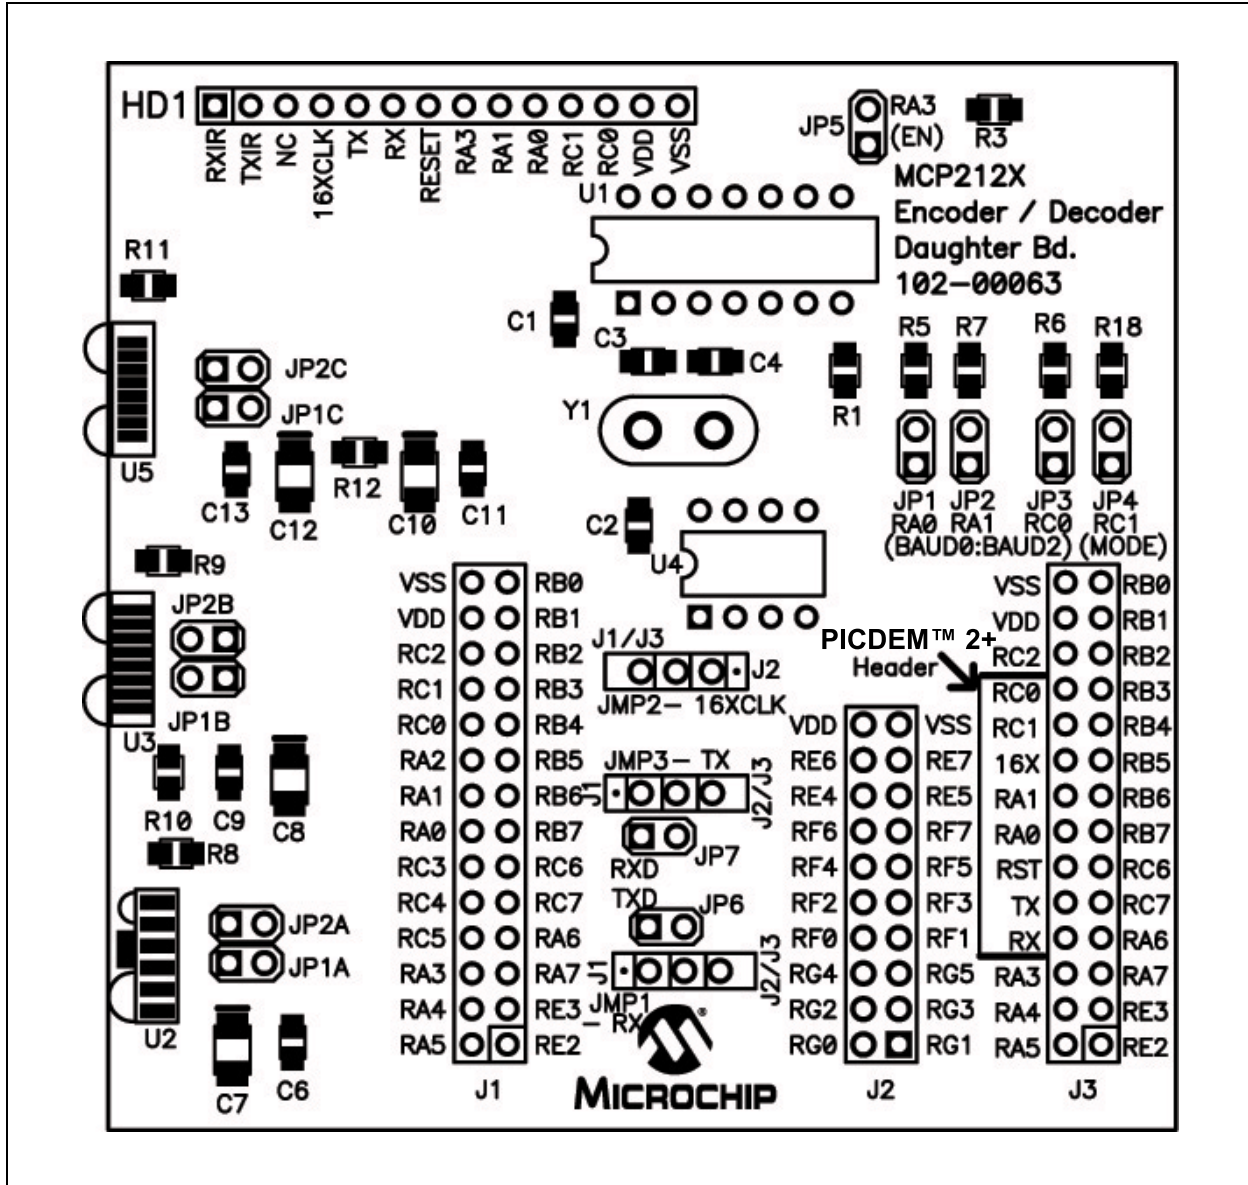 HD1
RXIR
TXIR
NC
16XCLK
TX
RX
RESET
RA3
RA1
RA0
RC1
RC0
VDD
VSS
JP5
RA3
(EN)
R3
U1
MCP212X
Encoder / Decoder
Daughter Bd.
102-00063
R11
C1
C3
C4
R5
R7
R6
R18
JP2C
JP1C
U5
Y1
R1
C13
C12
R12
C10
C11
C2
U4
JP1
JP2
JP3
JP4
RA0
RA1
RC0
RC1
(BAUD0:BAUD2) (MODE)
R9
JP2B
JP1B
U3
R10
C9
C8
R8
JP2A
JP1A
U2
C7
C6
VSS RB0
VDD RB1
RC2 RB2
RC1 RB3
RC0 RB4
RA2 RB5
RA1 RB6
RA0 RB7
RC3 RC6
RC4 RC7
RC5 RA6
RA3 RA7
RA4 RE3
RA5 RE2
J1
J1/J3
J2
JMP2- 16XCLK
JMP3- TX
J1
J2/J3
JP7
RXD
TXD
JP6
J1
J2/J3
JMP1
- RX
MICROCHIP
®
PICDEM™ 2+
Header
VDD VSS
RE6 RE7
RE4 RE5
RF6 RF7
RF4 RF5
RF2 RF3
RF0 RF1
RG4 RG5
RG2 RG3
RG0 RG1
J2
VSS RB0
VDD RB1
RC2 RB2
RC0 RB3
RC1 RB4
16X RB5
RA1 RB6
RA0 RB7
RST RC6
TX RC7
RX RA6
RA3 RA7
RA4 RE3
RA5 RE2
J3